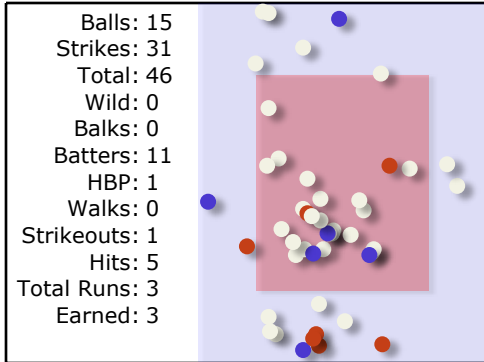 Balls: 15
Strikes: 31
Total: 46
Wild: 0
Balks: 0
Batters: 11
HBP: 1
Walks: 0
Strikeouts: 1
Hits: 5
Total Runs: 3
Earned: 3